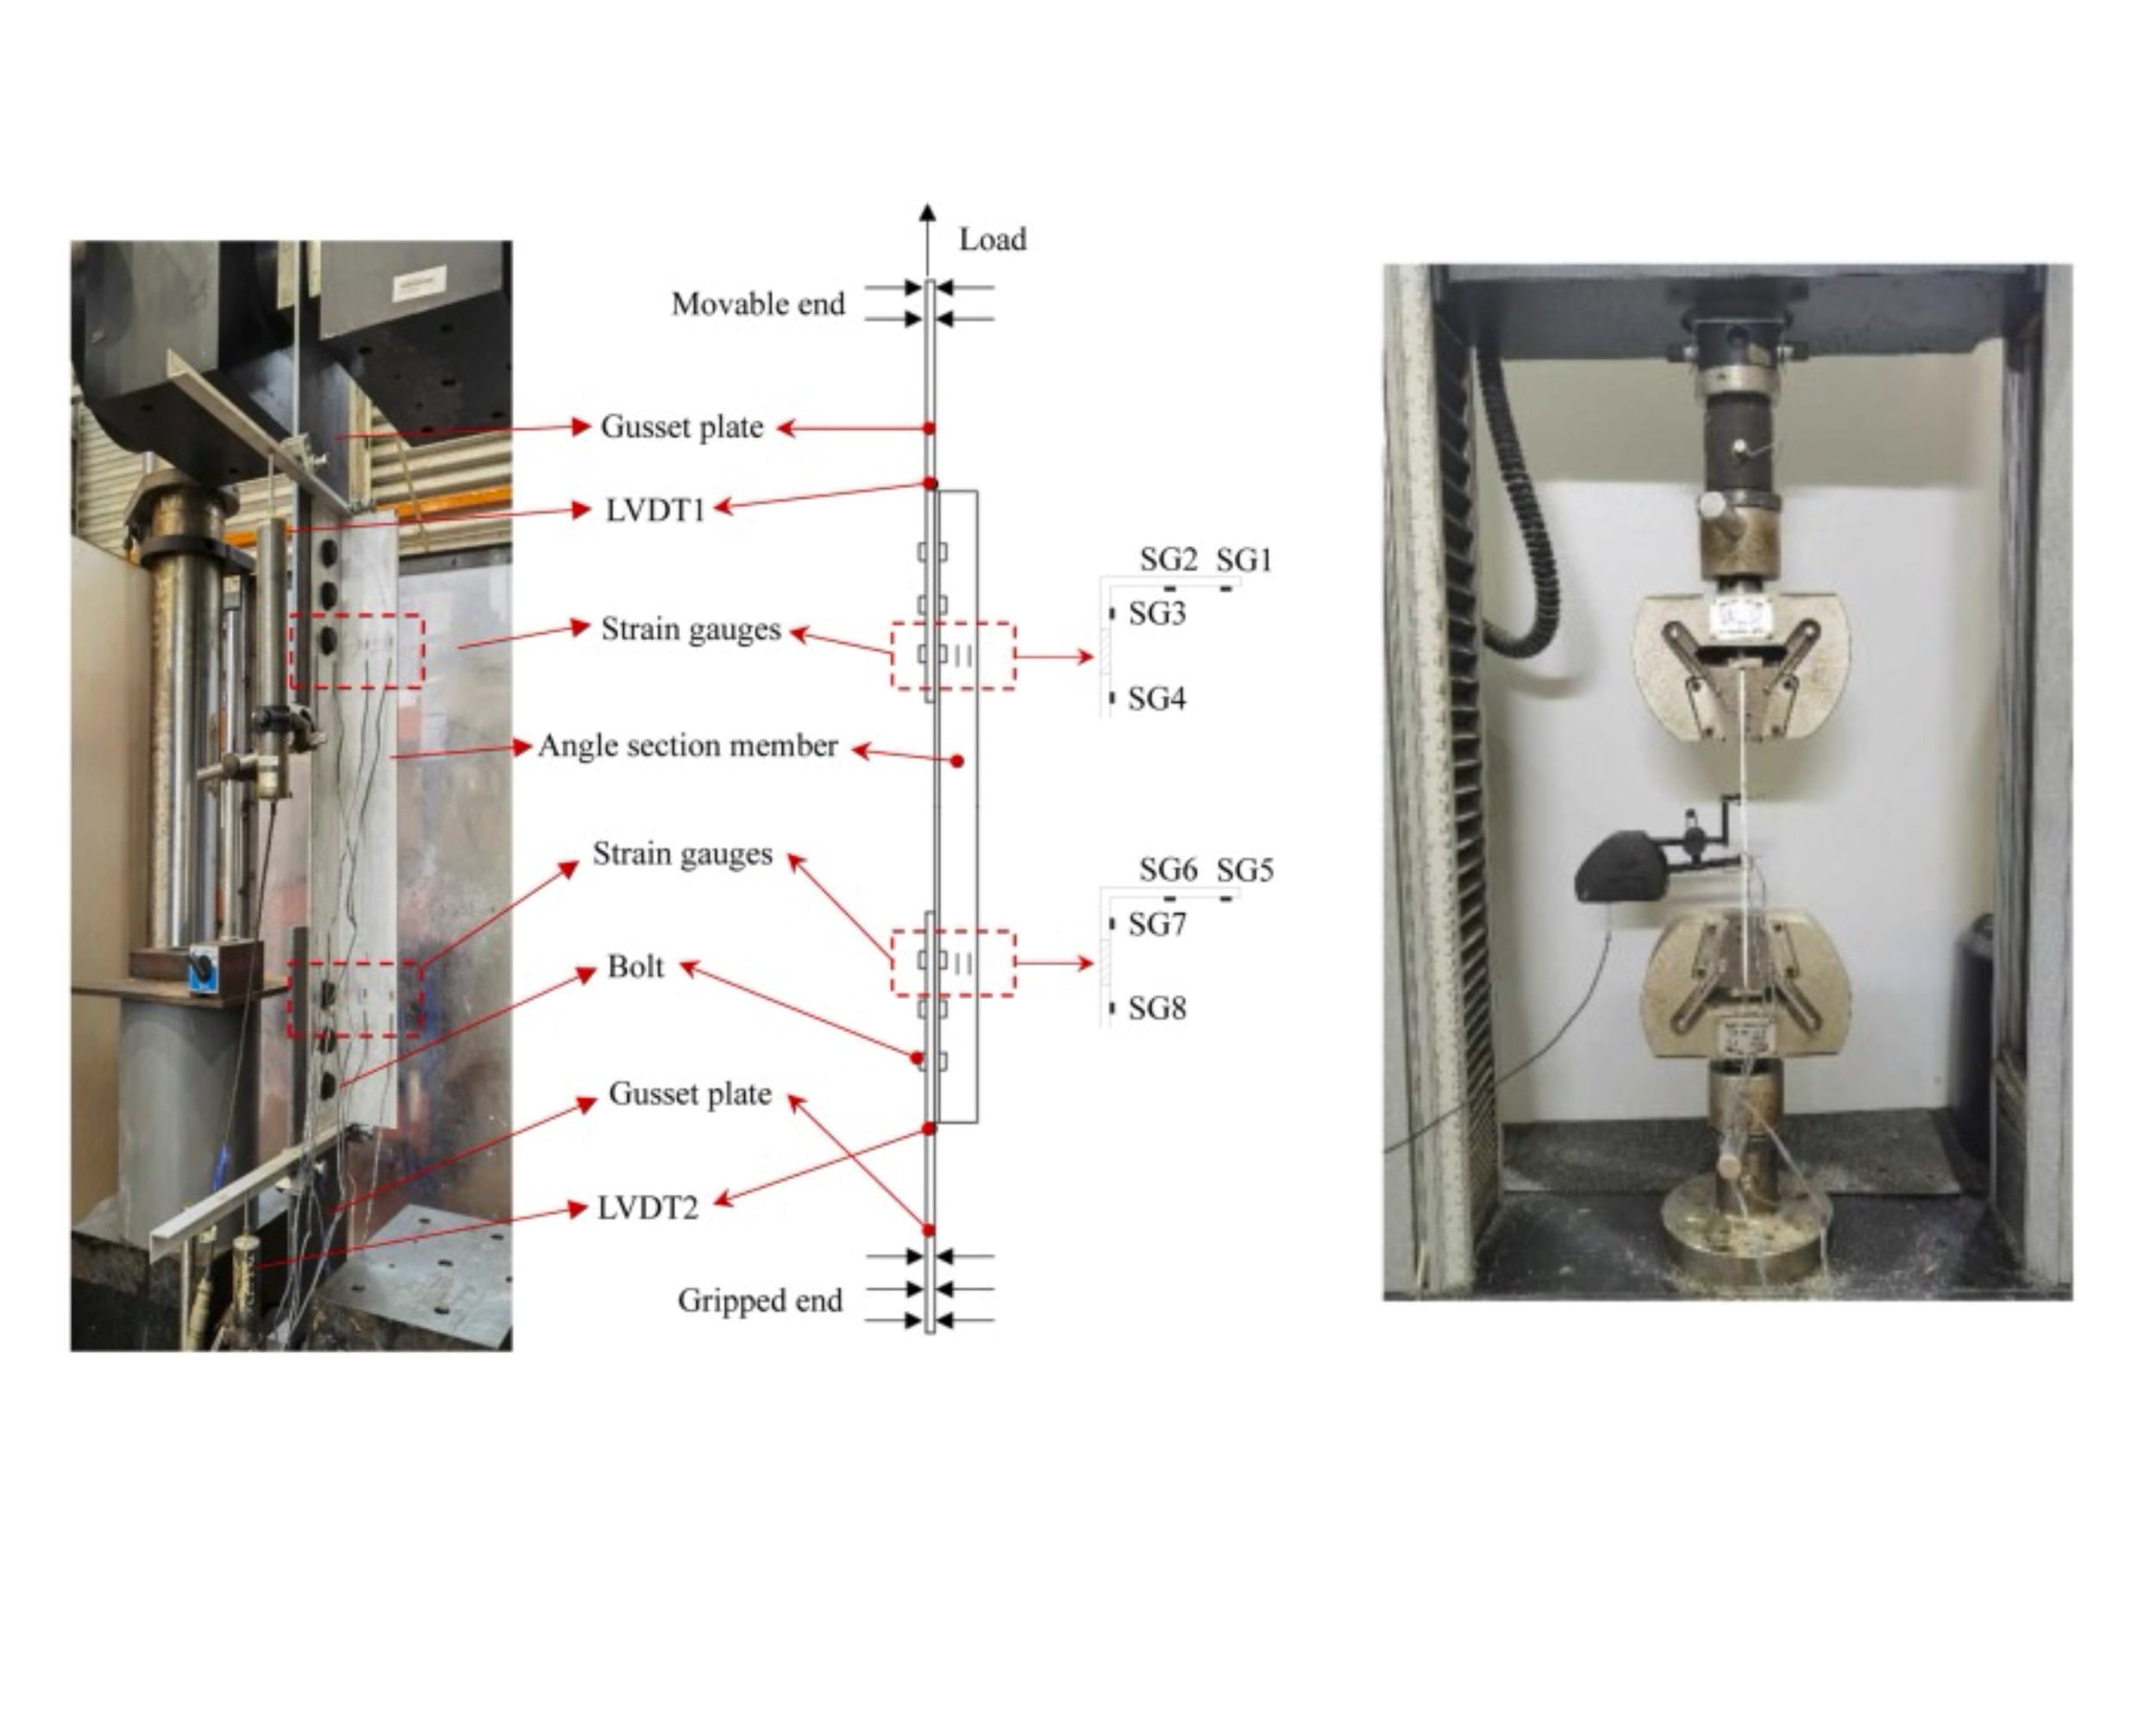 Load
Movable end
Gusset plate
LVDT1
SG2 SG1
SG3
Strain gauges
SG4
Angle section member
Strain gauges
SG6 SG5
SG7
Bolt
SG8
Gusset plate
LVDT2
Gripped end